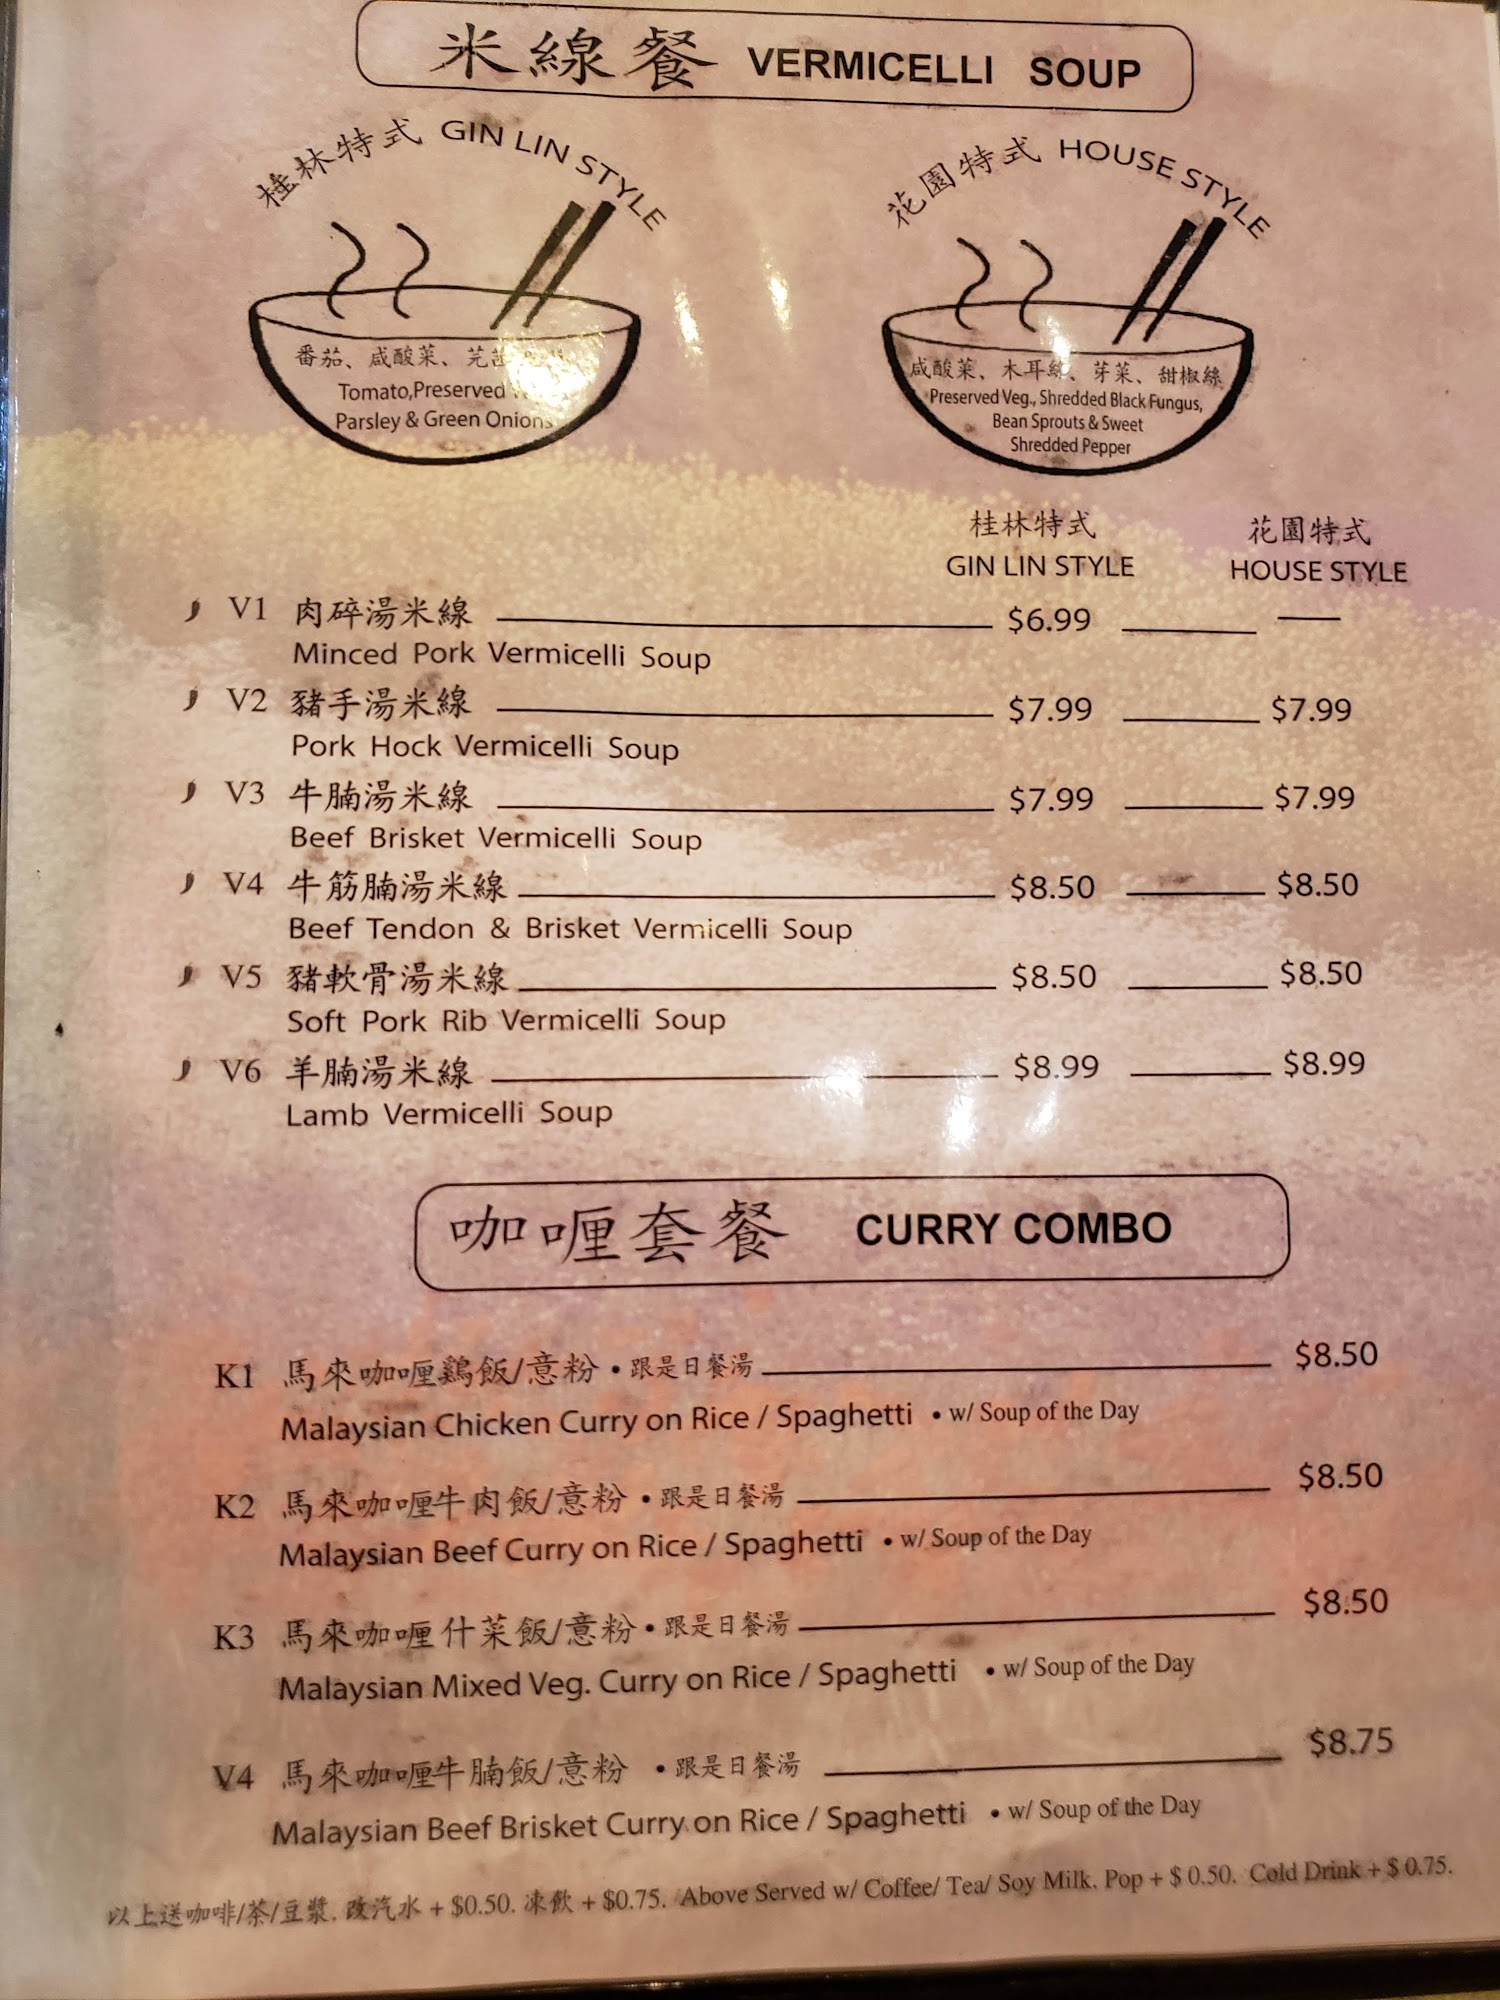 米線餐 VERMICELLI SOUP
桂林特式 GIN LIN STYLE
番茄、咸酸菜、芫茜
Tomato,Preserved
Parsley & Green Onions
花園特式 HOUSE STYLE
咸酸菜、木耳絲、芽菜、甜椒絲
Preserved Veg., Shredded Black Fungus,
Bean Sprouts & Sweet
Shredded Pepper
桂林特式 花園特式
GIN LIN STYLE HOUSE STYLE
V1 肉碎湯米線 $6.99 —
Minced Pork Vermicelli Soup
V2 豬手湯米線 $7.99 $7.99
Pork Hock Vermicelli Soup
V3 牛腩湯米線 $7.99 $7.99
Beef Brisket Vermicelli Soup
V4 牛筋腩湯米線 $8.50 $8.50
Beef Tendon & Brisket Vermicelli Soup
V5 豬軟骨湯米線 $8.50 $8.50
Soft Pork Rib Vermicelli Soup
V6 羊腩湯米線 $8.99 $8.99
Lamb Vermicelli Soup
咖喱套餐 CURRY COMBO
K1 馬來咖喱鷄飯/意粉 • 跟是日餐湯 $8.50
Malaysian Chicken Curry on Rice / Spaghetti • w/ Soup of the Day
K2 馬來咖喱牛肉飯/意粉 • 跟是日餐湯 $8.50
Malaysian Beef Curry on Rice / Spaghetti • w/ Soup of the Day
K3 馬來咖喱什菜飯/意粉 • 跟是日餐湯 $8.50
Malaysian Mixed Veg. Curry on Rice / Spaghetti • w/ Soup of the Day
V4 馬來咖喱牛腩飯/意粉 • 跟是日餐湯 $8.75
Malaysian Beef Brisket Curry on Rice / Spaghetti • w/ Soup of the Day
以上送咖啡/茶/豆漿. 改汽水 + $0.50. 凍飲 + $0.75. Above Served w/ Coffee/ Tea/ Soy Milk. Pop + $ 0.50. Cold Drink + $ 0.75.